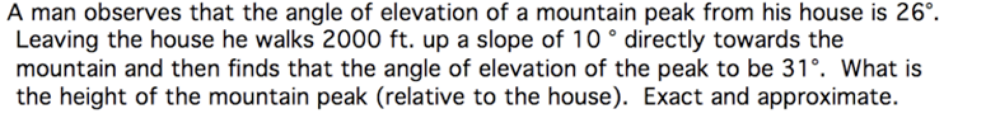 A man observes that the angle of elevation of a mountain peak from his house is 26°.
Leaving the house he walks 2000 ft. up a slope of 10 ° directly towards the
mountain and then finds that the angle of elevation of the peak to be 31°.  What is
the height of the mountain peak (relative to the house).  Exact and approximate.